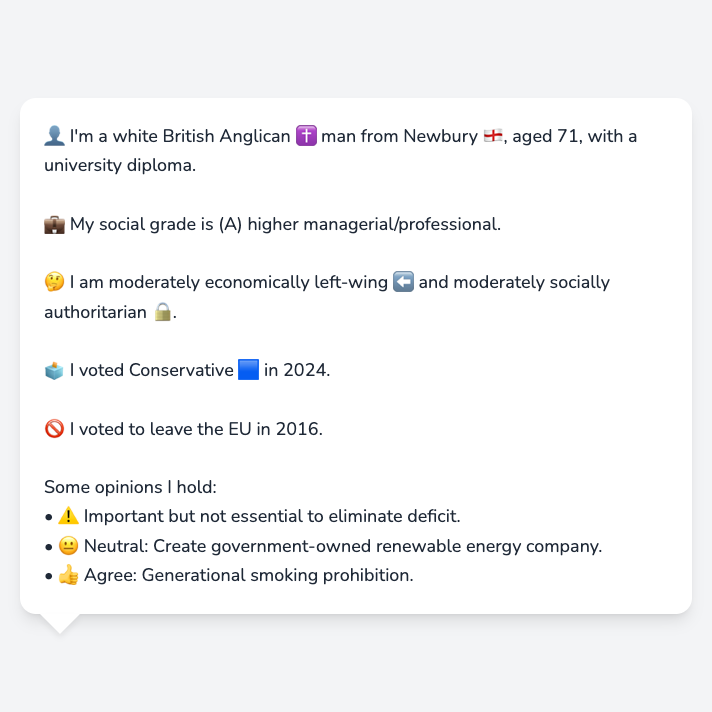 👤 I'm a white British Anglican ✝️ man from Newbury 🏴󠁧󠁢󠁥󠁮󠁧󠁿, aged 71, with a
university diploma.
💼 My social grade is (A) higher managerial/professional.
🤔 I am moderately economically left-wing ⬅️ and moderately socially
authoritarian 🔒.
🗳️ I voted Conservative 🟦 in 2024.
🚫 I voted to leave the EU in 2016.
Some opinions I hold:
• ⚠️ Important but not essential to eliminate deficit.
• 😐 Neutral: Create government-owned renewable energy company.
• 👍 Agree: Generational smoking prohibition.